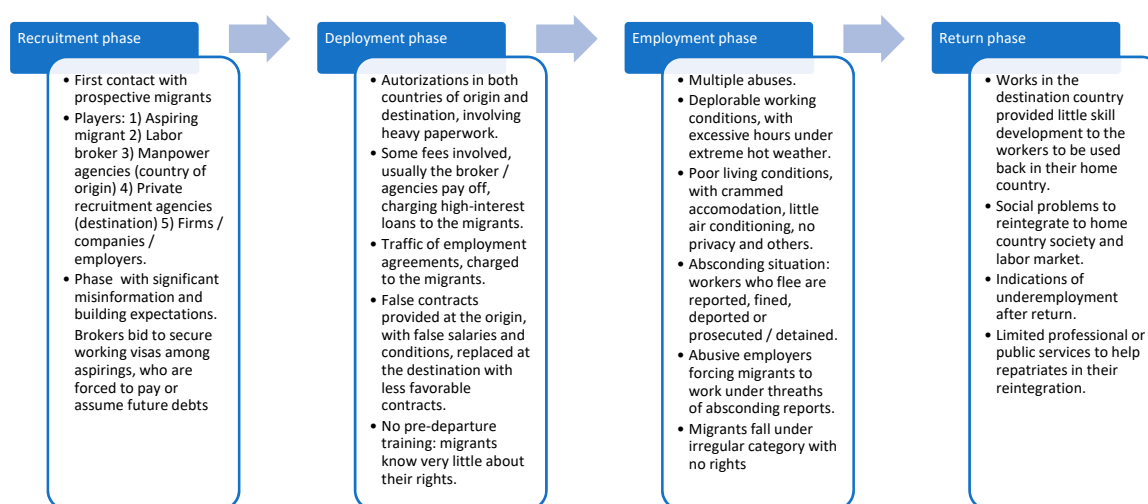 Recruitment phase
• First contact with
prospective migrants
• Players: 1) Aspiring
migrant 2) Labor
broker 3) Manpower
agencies (country of
origin) 4) Private
recruitment agencies
(destination) 5) Firms /
companies /
employers.
• Phase with significant
misinformation and
building expectations.
Brokers bid to secure
working visas among
aspirings, who are
forced to pay or
assume future debts
Deployment phase
• Autorizations in both
countries of origin and
destination, involving
heavy paperwork.
• Some fees involved,
usually the broker /
agencies pay off,
charging high-interest
loans to the migrants.
• Traffic of employment
agreements, charged
to the migrants.
• False contracts
provided at the origin,
with false salaries and
conditions, replaced at
the destination with
less favorable
contracts.
• No pre-departure
training: migrants
know very little about
their rights.
Employment phase
• Multiple abuses.
• Deplorable working
conditions, with
excessive hours under
extreme hot weather.
• Poor living conditions,
with crammed
accomodation, little
air conditioning, no
privacy and others.
• Absconding situation:
workers who flee are
reported, fined,
deported or
prosecuted / detained.
• Abusive employers
forcing migrants to
work under threaths
of absconding reports.
• Migrants fall under
irregular category with
no rights
Return phase
• Works in the
destination country
provided little skill
development to the
workers to be used
back in their home
country.
• Social problems to
reintegrate to home
country society and
labor market.
• Indications of
underemployment
after return.
• Limited professional or
public services to help
repatriates in their
reintegration.